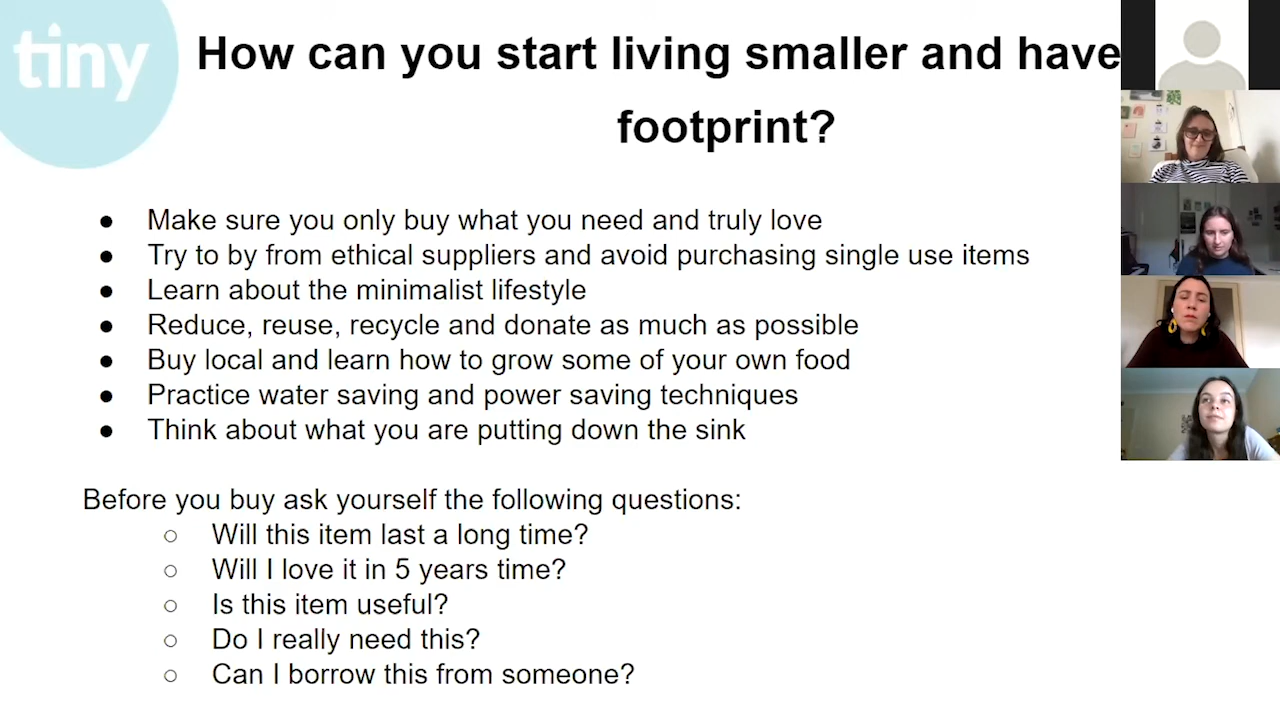 tiny
How can you start living smaller and have
footprint?
● Make sure you only buy what you need and truly love
● Try to by from ethical suppliers and avoid purchasing single use items
● Learn about the minimalist lifestyle
● Reduce, reuse, recycle and donate as much as possible
● Buy local and learn how to grow some of your own food
● Practice water saving and power saving techniques
● Think about what you are putting down the sink
Before you buy ask yourself the following questions:
○ Will this item last a long time?
○ Will I love it in 5 years time?
○ Is this item useful?
○ Do I really need this?
○ Can I borrow this from someone?